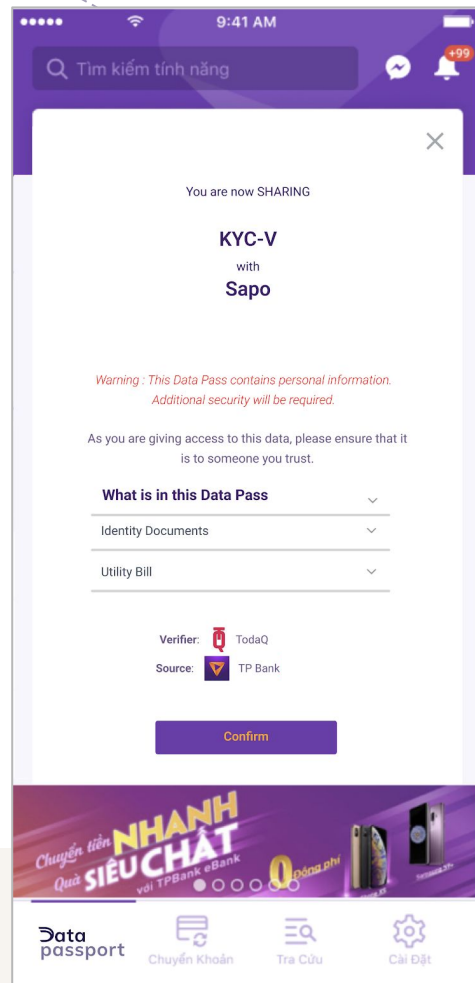 9:41 AM
Tìm kiếm tính năng
+99
You are now SHARING
KYC-V
with
Sapo
Warning : This Data Pass contains personal information.
Additional security will be required.
As you are giving access to this data, please ensure that it
is to someone you trust.
What is in this Data Pass
Identity Documents
Utility Bill
Verifier: TodaQ
Source: TP Bank
Confirm
Chuyển tiền NHANH
Quà SIÊU CHẤT
với TPBank eBank
0 Đồng phí
Data
passport
Chuyển Khoản
Tra Cứu
Cài Đặt